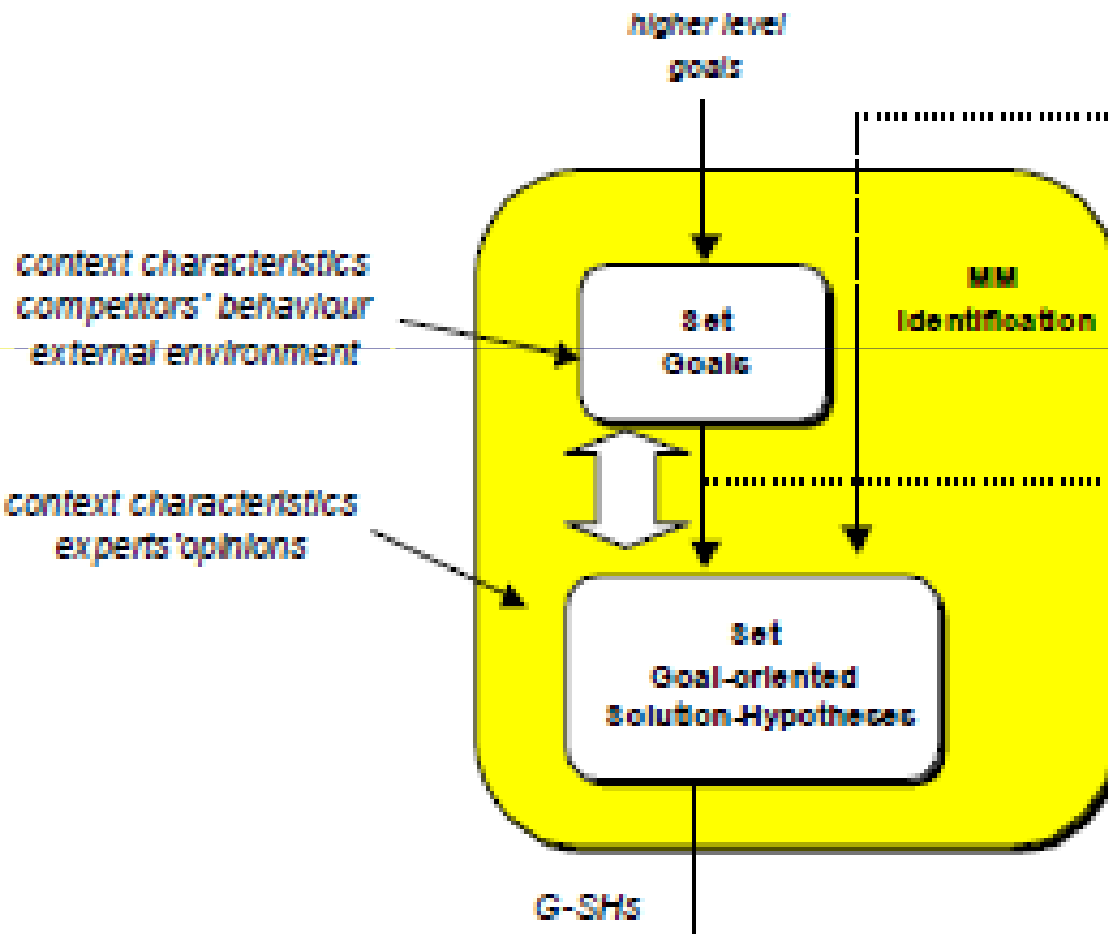 higher level
goals
context characteristics
competitors' behaviour
external environment
MM
Identification
Set
Goals
context characteristics
experts'opinions
Set
Goal-oriented
Solution-Hypotheses
G-SHs